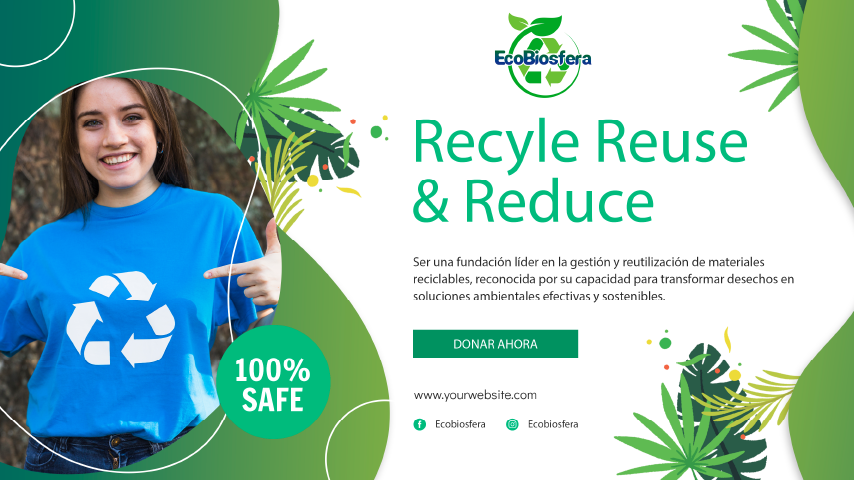 EcoBiosfera
Recyle Reuse
& Reduce
Ser una fundación líder en la gestión y reutilización de materiales
reciclables, reconocida por su capacidad para transformar desechos en
soluciones ambientales efectivas y sostenibles.
DONAR AHORA
100%
SAFE
www.yourwebsite.com
Ecobiosfera Ecobiosfera